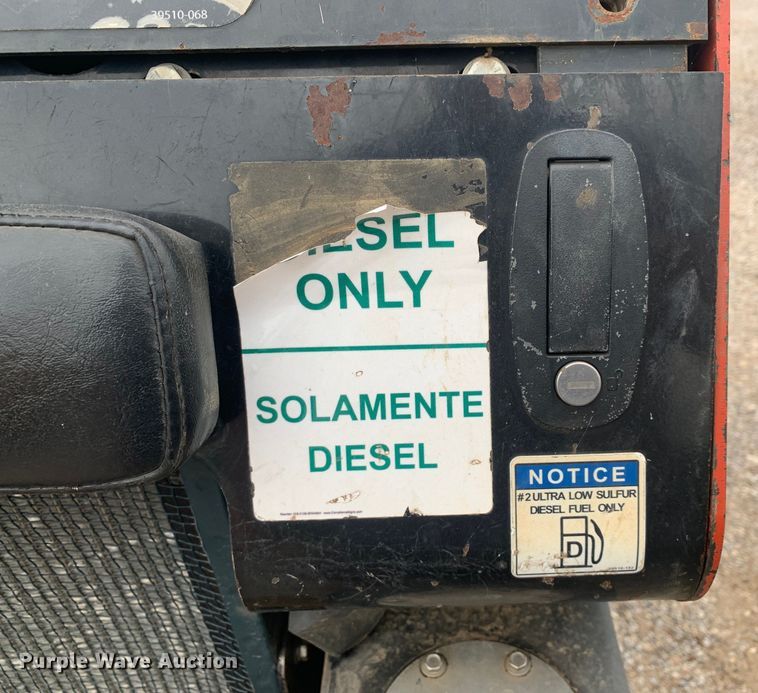 39510-068
IESEL
ONLY
SOLAMENTE
DIESEL
NOTICE
#2 ULTRA LOW SULFUR
DIESEL FUEL ONLY
D
Purple Wave Auction